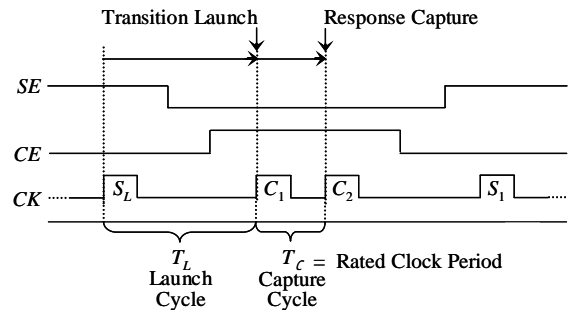 Transition Launch
Response Capture
SE
CE
CK
S_L
C_1
C_2
S_1
T_L
Launch
Cycle
T_C = Rated Clock Period
Capture
Cycle